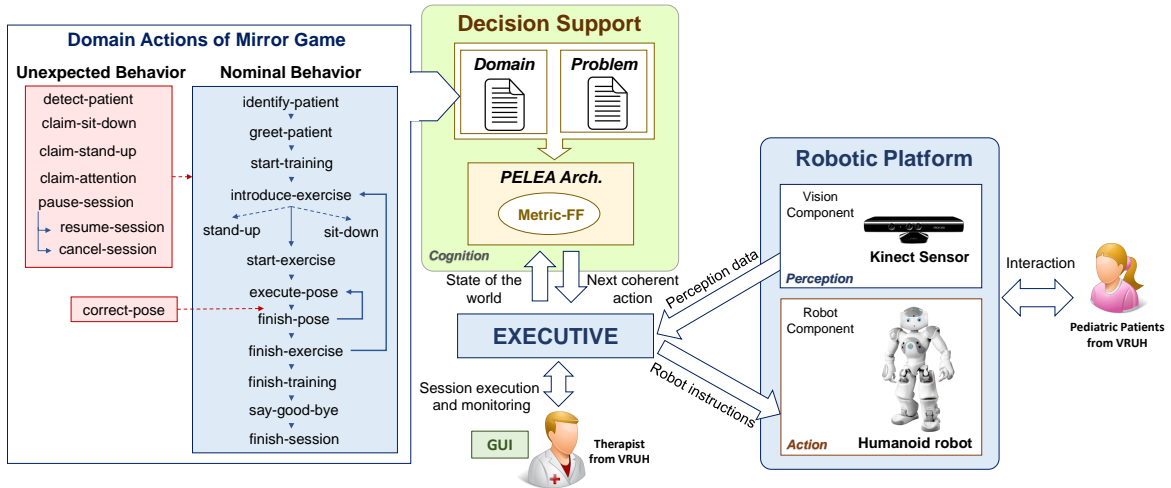 Domain Actions of Mirror Game
Unexpected Behavior
detect-patient
claim-sit-down
claim-stand-up
claim-attention
pause-session
resume-session
cancel-session
correct-pose
Nominal Behavior
identify-patient
greet-patient
start-training
introduce-exercise
stand-up
sit-down
start-exercise
execute-pose
finish-pose
finish-exercise
finish-training
say-good-bye
finish-session
Decision Support
Domain
Problem
PELEA Arch.
Metric-FF
Cognition
State of the
world
Next coherent
action
EXECUTIVE
Session execution
and monitoring
GUI
Therapist
from VRUH
Perception data
Robot instructions
Robotic Platform
Vision
Component
Kinect Sensor
Perception
Robot
Component
Action
Humanoid robot
Interaction
Pediatric Patients
from VRUH